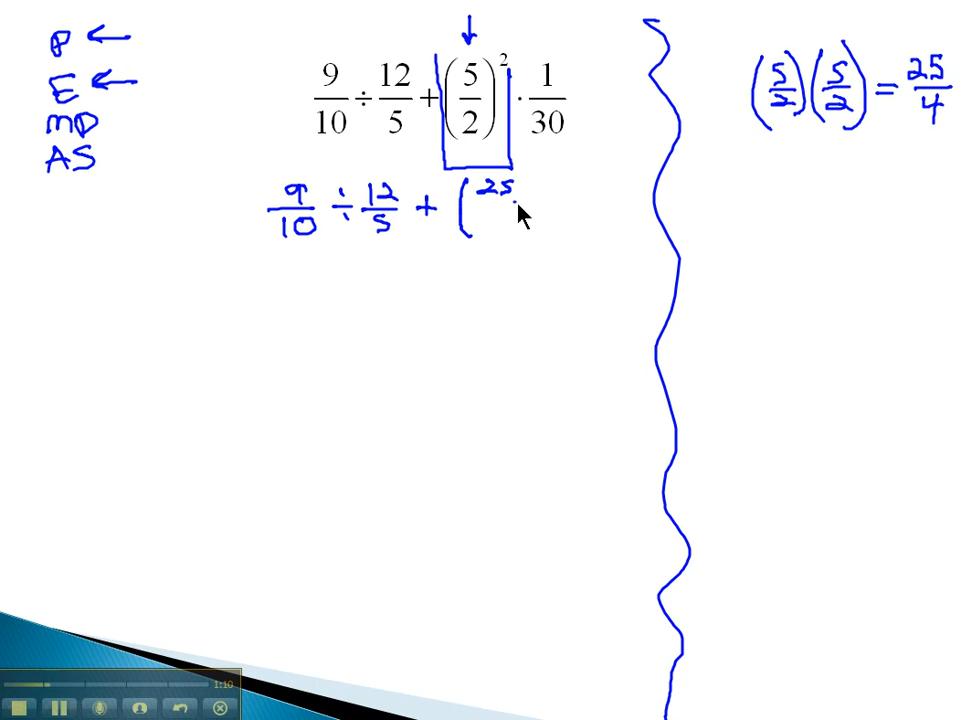 P ←
E ←
MD
AS
9/10 ÷ 12/5 + (5/2)² · 1/30
9/10 ÷ 12/5 + (25
(5/2)(5/2) = 25/4
1:10